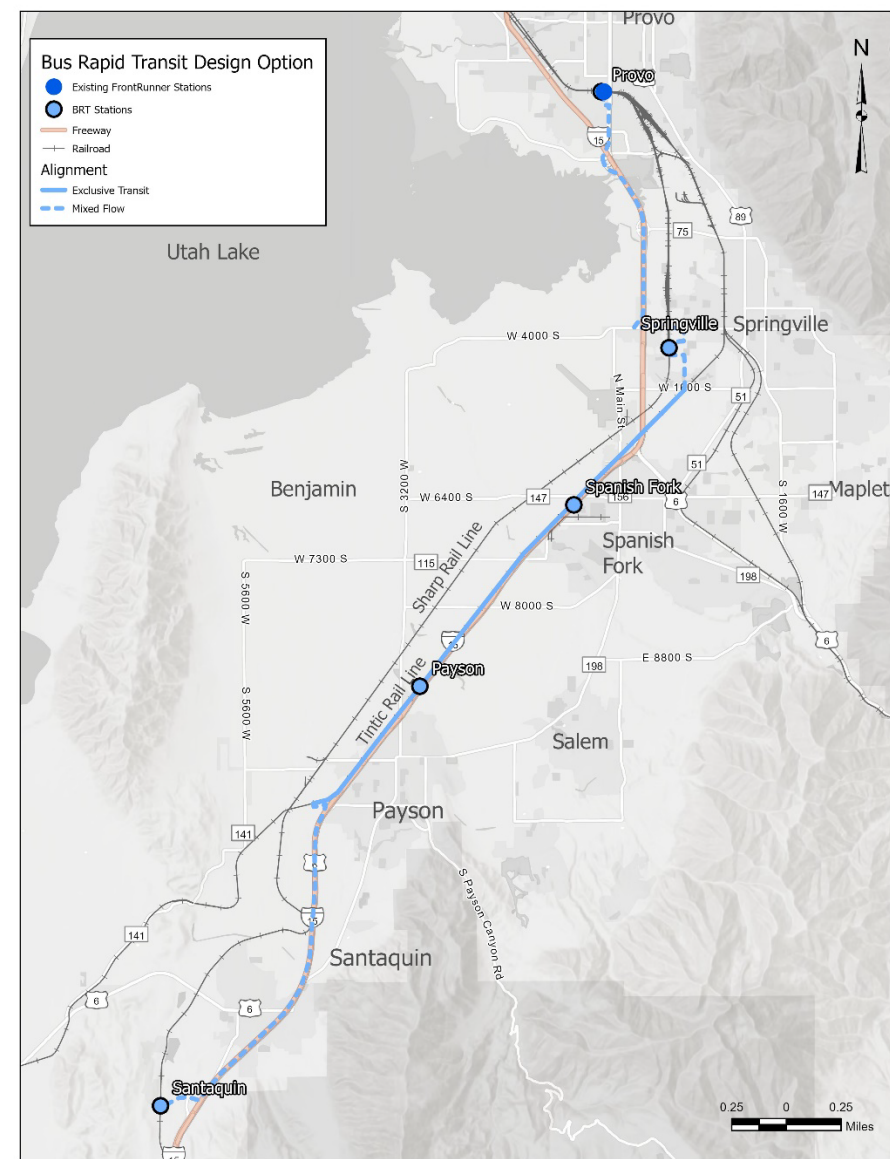 Provo
Bus Rapid Transit Design Option
Existing FrontRunner Stations
BRT Stations
Freeway
Railroad
Alignment
Exclusive Transit
Mixed Flow
N
Provo
15
Utah Lake
89
75
Springville
Springville
W 4000 S
N Main St
W 1600 S
51
51
Benjamin
S 3200 W
W 6400 S
147
Spanish Fork
156
6
S 1600 W
147
Maplet
Sharp Rail Line
Spanish
Fork
W 7300 S
115
198
S 5600 W
W 8000 S
6
15
E 8800 S
198
Payson
Tintic Rail Line
S 5600 W
Salem
Payson
141
6
S Payson Canyon Rd
15
141
Santaquin
6
6
Santaquin
0.25 0 0.25
Miles
15